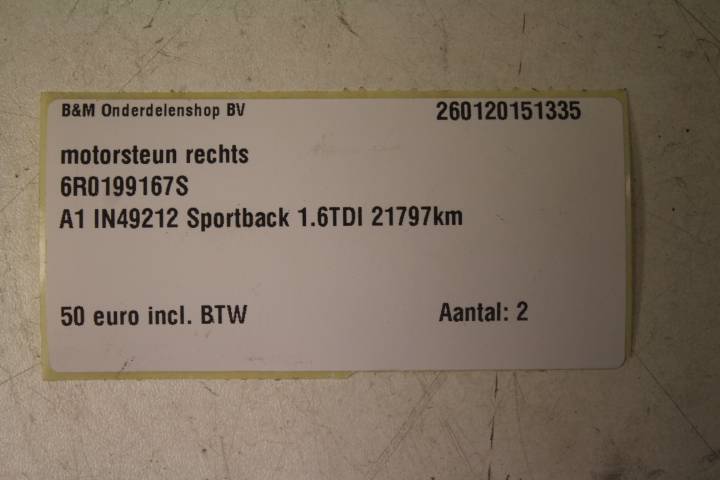 B&M Onderdelenshop BV 260120151335
motorsteun rechts
6R0199167S
A1 IN49212 Sportback 1.6TDI 21797km
50 euro incl. BTW Aantal: 2